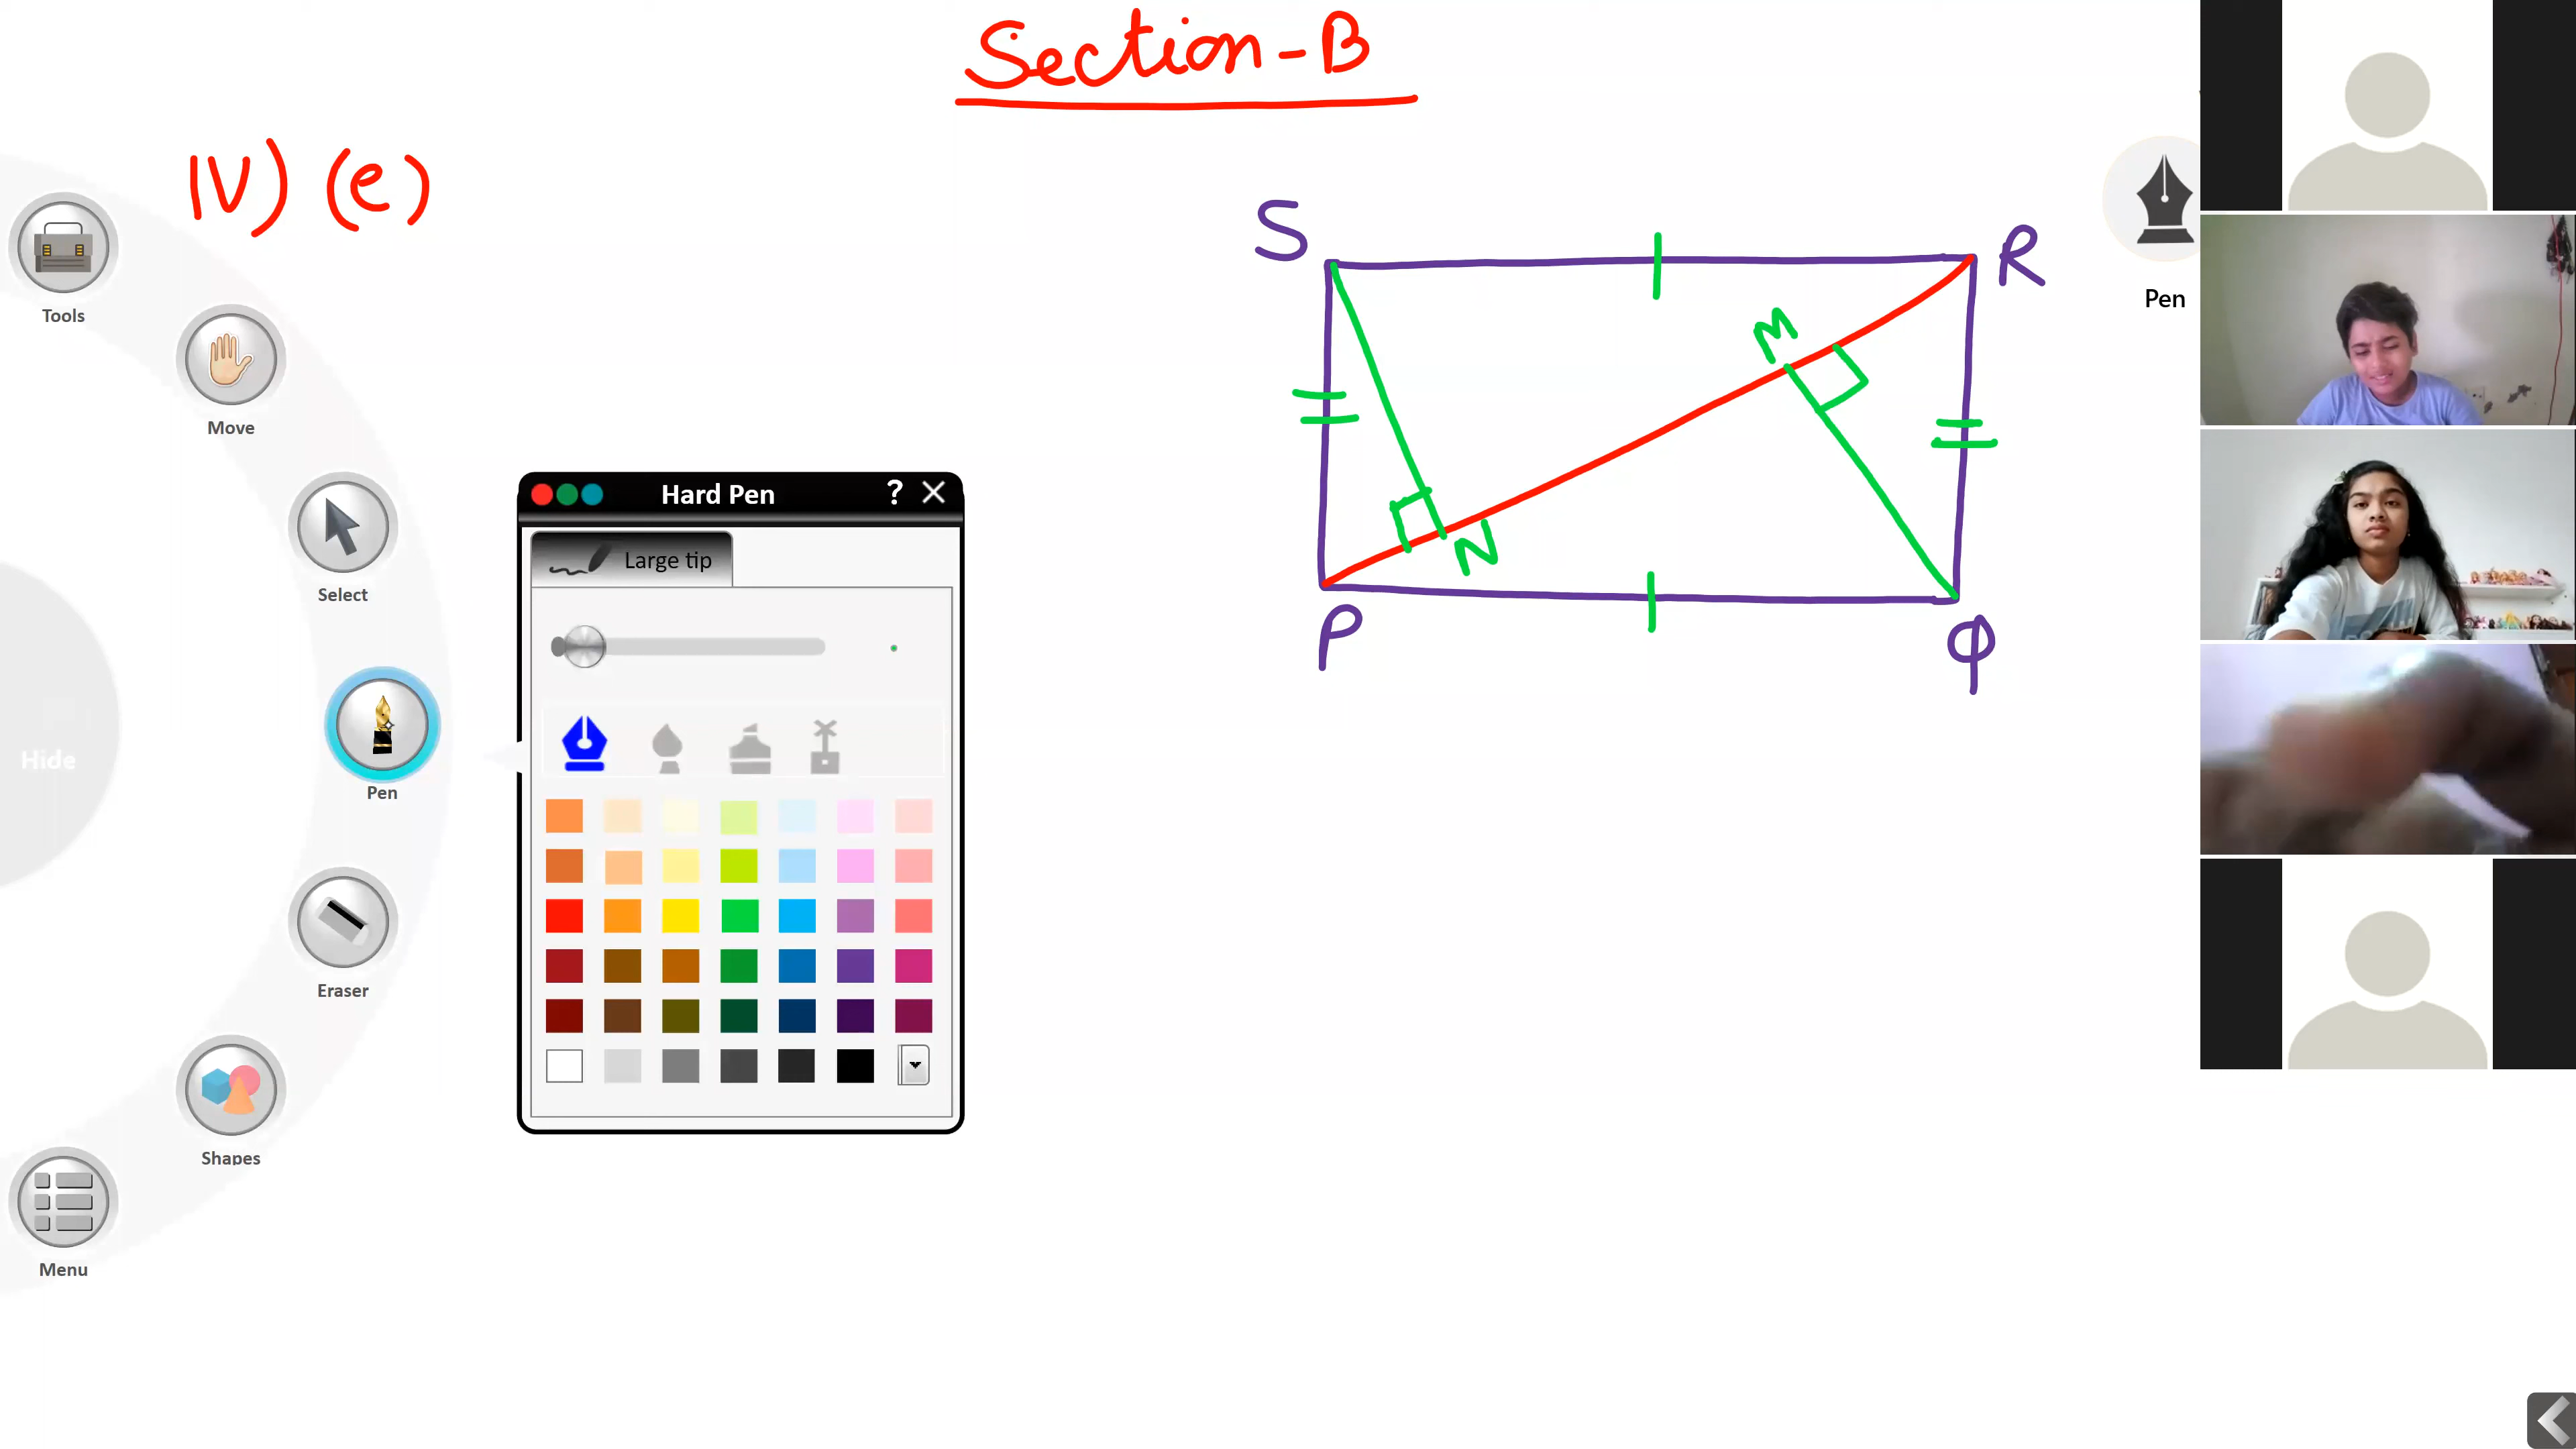 Section-B
IV) (e)
Tools
Move
Select
Pen
Eraser
Shapes
Menu
Hide
Hard Pen ?
Large tip
S
R
M
N
P
Q
Pen